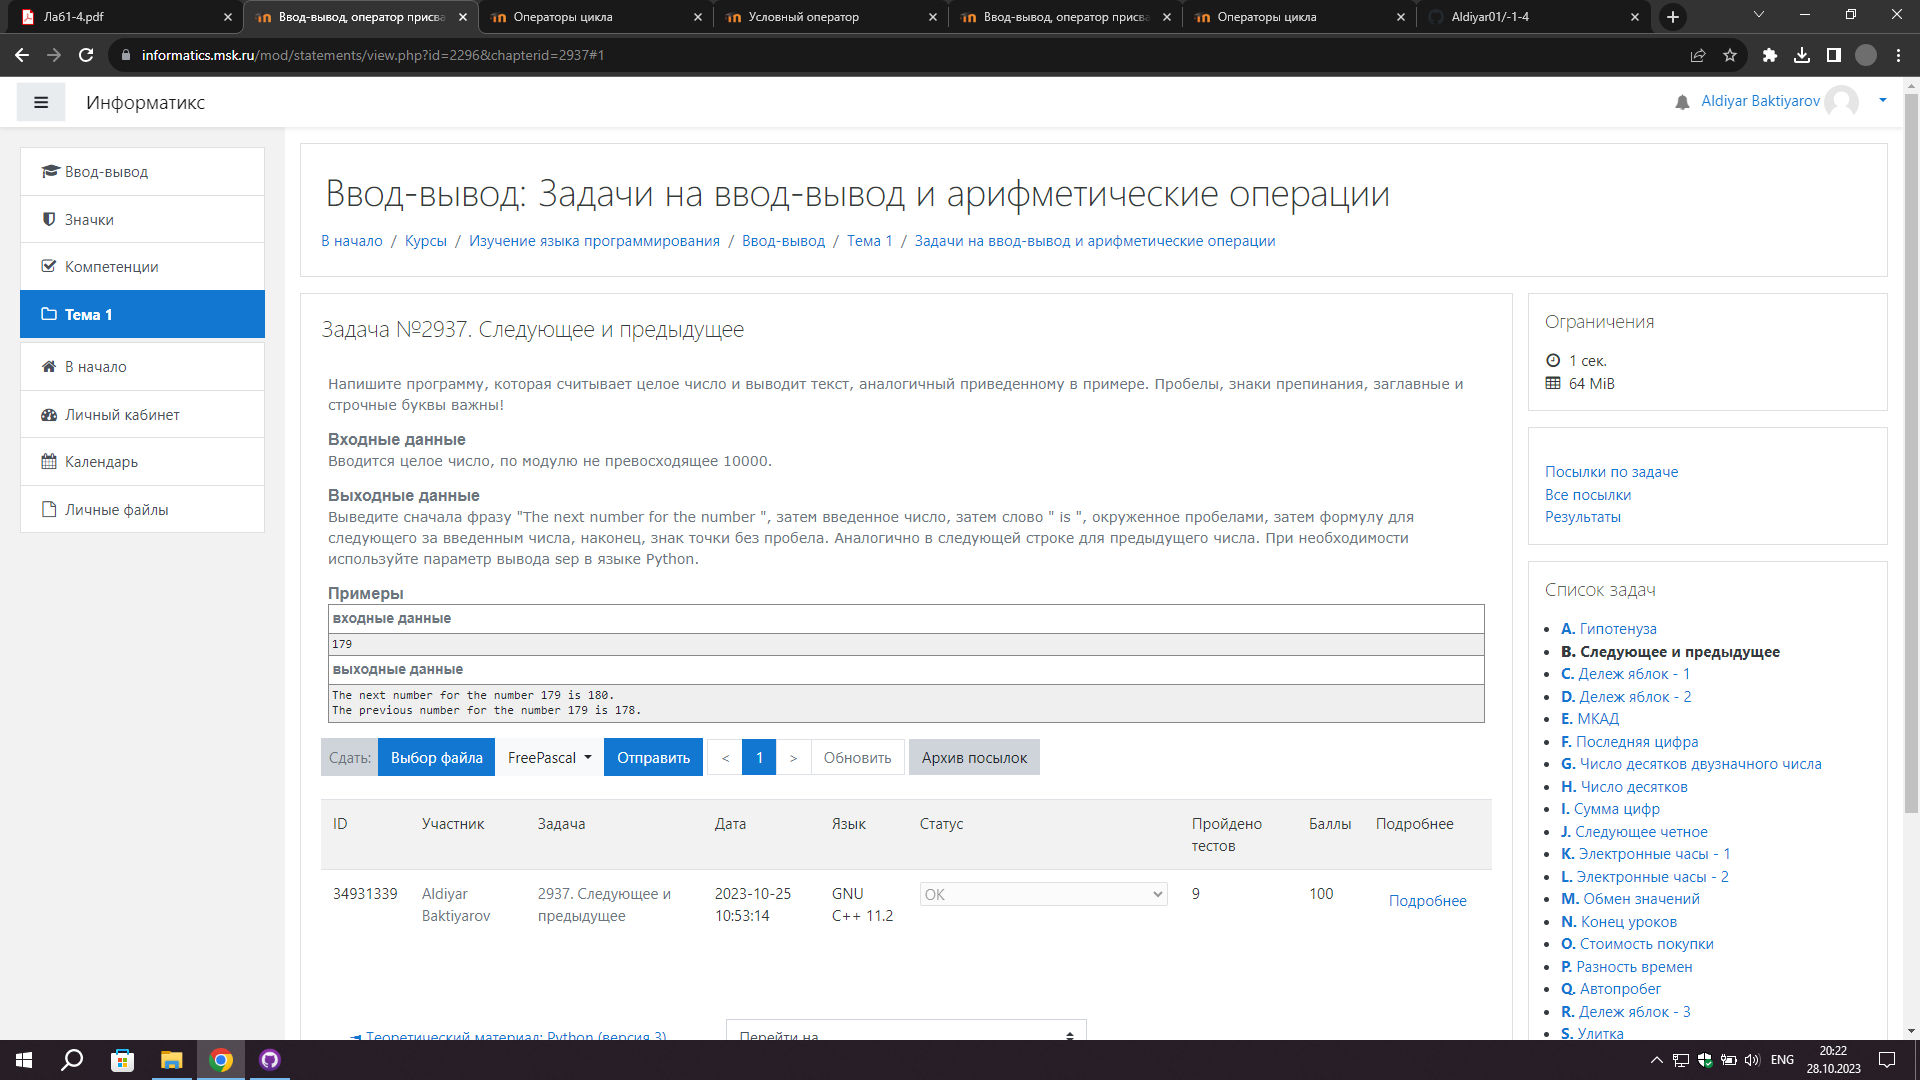 Лаб1-4.pdf
Ввод-вывод, оператор присва
Операторы цикла
Условный оператор
Ввод-вывод, оператор присва
Операторы цикла
Aldiyar01/-1-4
informatics.msk.ru/mod/statements/view.php?id=2296&chapterid=2937#1
Информатикс
Aldiyar Baktiyarov
Ввод-вывод
Значки
Компетенции
Тема 1
В начало
Личный кабинет
Календарь
Личные файлы
Ввод-вывод: Задачи на ввод-вывод и арифметические операции
В начало / Курсы / Изучение языка программирования / Ввод-вывод / Тема 1 / Задачи на ввод-вывод и арифметические операции
Задача №2937. Следующее и предыдущее
Напишите программу, которая считывает целое число и выводит текст, аналогичный приведенному в примере. Пробелы, знаки препинания, заглавные и
строчные буквы важны!
Входные данные
Вводится целое число, по модулю не превосходящее 10000.
Выходные данные
Выведите сначала фразу "The next number for the number ", затем введенное число, затем слово " is ", окруженное пробелами, затем формулу для
следующего за введенным числа, наконец, знак точки без пробела. Аналогично в следующей строке для предыдущего числа. При необходимости
используйте параметр вывода sep в языке Python.
Примеры
входные данные
179
выходные данные
The next number for the number 179 is 180.
The previous number for the number 179 is 178.
Сдать: Выбор файла FreePascal Отправить < 1 > Обновить Архив посылок
ID Участник Задача Дата Язык Статус Пройдено тестов Баллы Подробнее
34931339 Aldiyar Baktiyarov 2937. Следующее и предыдущее 2023-10-25 10:53:14 GNU C++ 11.2 OK 9 100 Подробнее
◄ Теоретический материал: Python (версия 3)
Перейти на...
Ограничения
1 сек.
64 MiB
Посылки по задаче
Все посылки
Результаты
Список задач
A. Гипотенуза
B. Следующее и предыдущее
C. Дележ яблок - 1
D. Дележ яблок - 2
E. МКАД
F. Последняя цифра
G. Число десятков двузначного числа
H. Число десятков
I. Сумма цифр
J. Следующее четное
K. Электронные часы - 1
L. Электронные часы - 2
M. Обмен значений
N. Конец уроков
O. Стоимость покупки
P. Разность времен
Q. Автопробег
R. Дележ яблок - 3
S. Улитка
ENG
20:22
28.10.2023